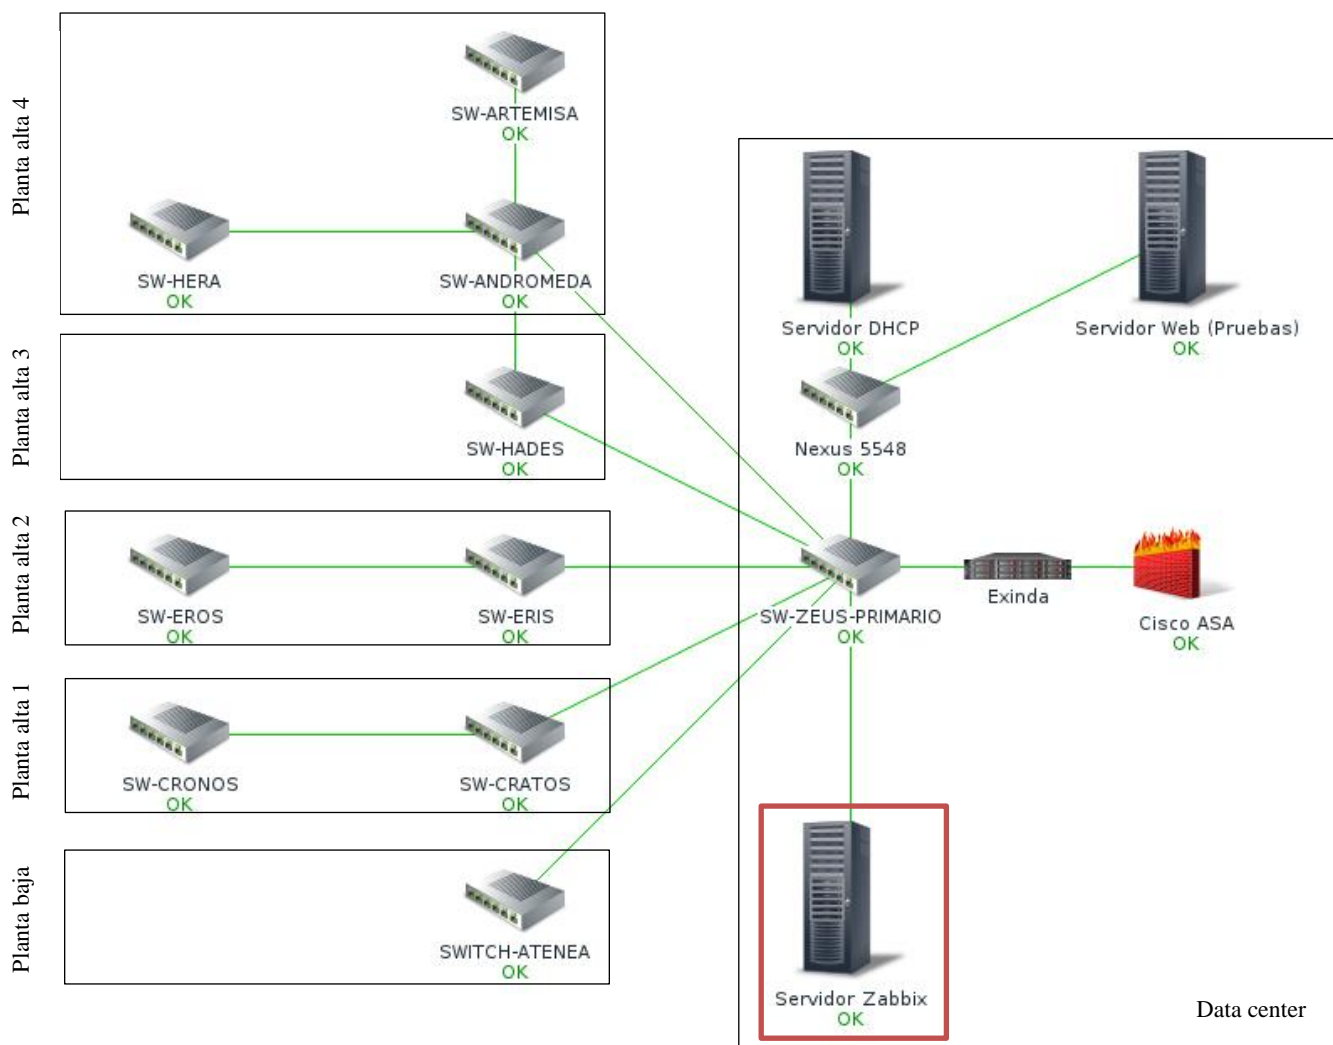 Planta alta 4
SW-ARTEMISA
OK
SW-HERA
OK
SW-ANDROMEDA
OK
Planta alta 3
SW-HADES
OK
Planta alta 2
SW-EROS
OK
SW-ERIS
OK
Planta alta 1
SW-CRONOS
OK
SW-CRATOS
OK
Planta baja
SWITCH-ATENEA
OK
Servidor DHCP
OK
Servidor Web (Pruebas)
OK
Nexus 5548
OK
SW-ZEUS-PRIMARIO
OK
Exinda
Cisco ASA
OK
Servidor Zabbix
OK
Data center